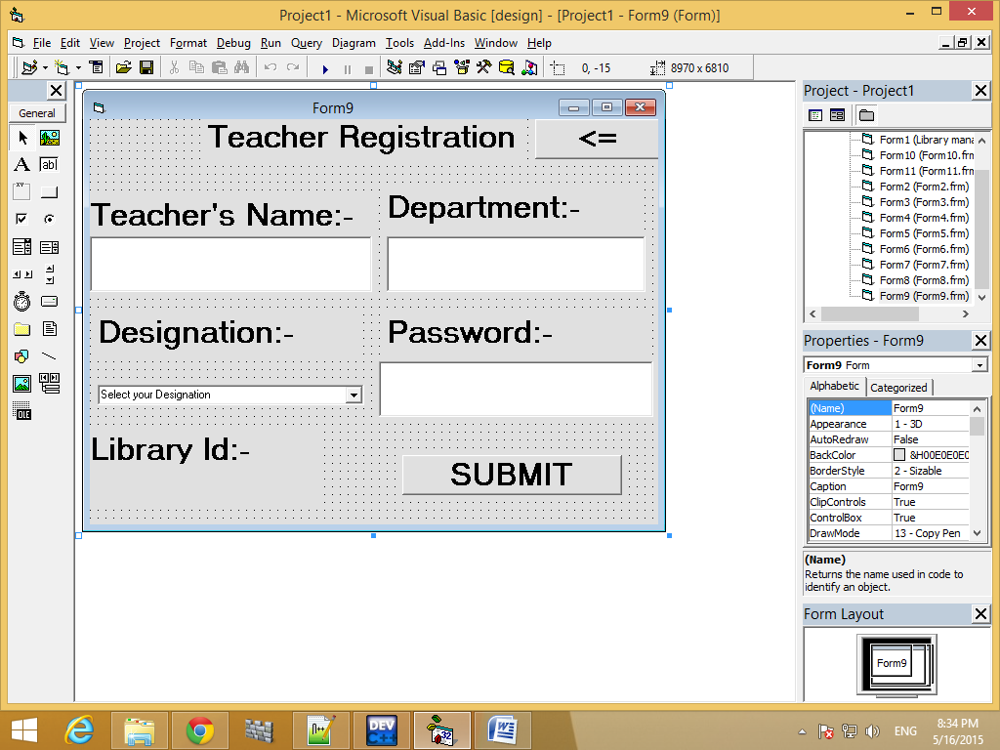 Project1 - Microsoft Visual Basic [design] - [Project1 - Form9 (Form)]
File Edit View Project Format Debug Run Query Diagram Tools Add-Ins Window Help
0, -15 8970 x 6810
General
A
ab|
XY
OLE
Form9
Teacher Registration <=
Teacher's Name:- Department:-
Designation:- Password:-
Select your Designation
Library Id:-
SUBMIT
Project - Project1
Form1 (Library mana
Form10 (Form10.frm
Form11 (Form11.frm
Form2 (Form2.frm)
Form3 (Form3.frm)
Form4 (Form4.frm)
Form5 (Form5.frm)
Form6 (Form6.frm)
Form7 (Form7.frm)
Form8 (Form8.frm)
Form9 (Form9.frm)
Properties - Form9
Form9 Form
Alphabetic Categorized
(Name) Form9
Appearance 1 - 3D
AutoRedraw False
BackColor &H00E0E0E0
BorderStyle 2 - Sizable
Caption Form9
ClipControls True
ControlBox True
DrawMode 13 - Copy Pen
(Name)
Returns the name used in code to
identify an object.
Form Layout
Form9
DEV
C++
32
W
ENG
8:34 PM
5/16/2015